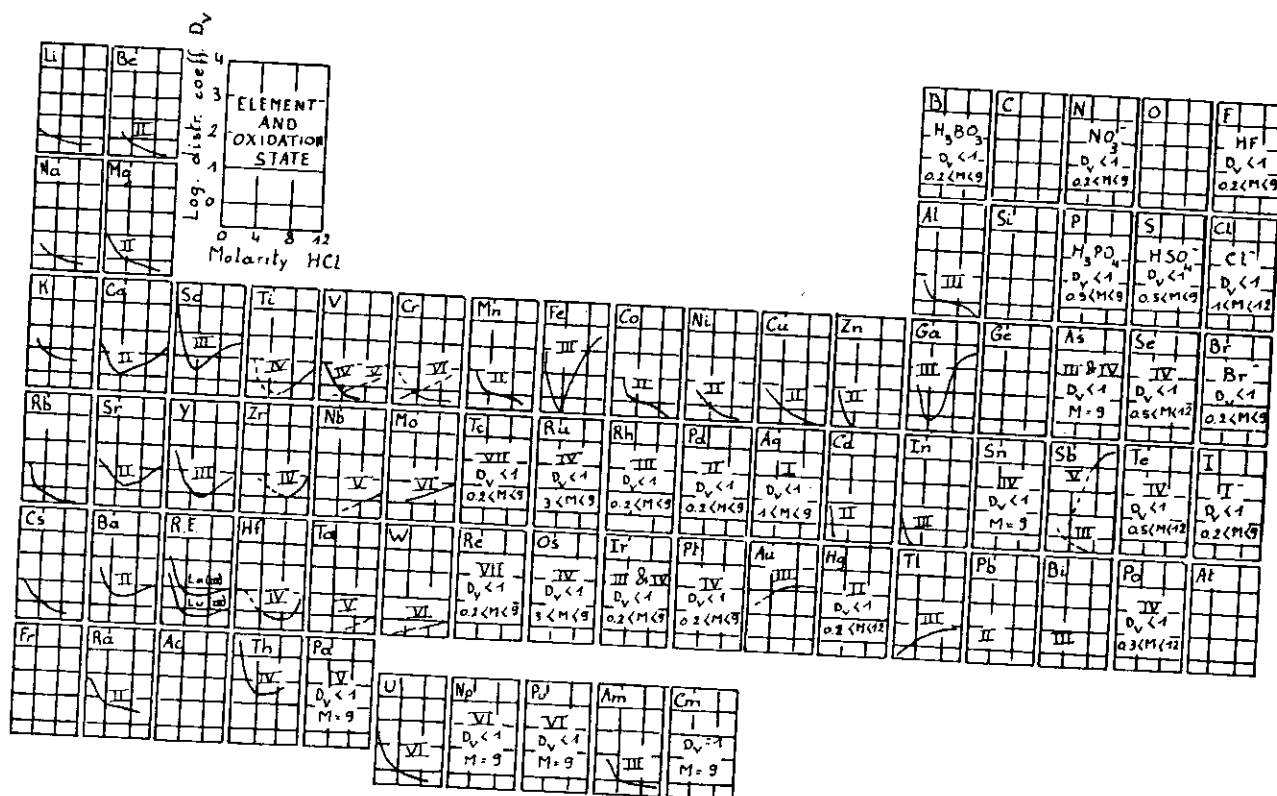 Li
Be
II
Log. distr. coeff. Dv
4
3
2
1
0
ELEMENT
AND
OXIDATION
STATE
0 4 8 12
Molarity HCl
B
H3BO3
Dv<1
0.2<M<9
C
N
NO3-
Dv<1
0.2<M<9
O
F
HF
Dv<1
0.2<M<9
Na
Mg
II
Al
III
Si
P
H3PO4
Dv<1
0.5<M<9
S
HSO4-
Dv<1
0.5<M<9
Cl
Cl-
Dv<1
1<M<12
K
Ca
II
Sc
III
Ti
IV
V
IV V
Cr
VI
Mn
II
Fe
III
Co
II
Ni
II
Cu
II
Zn
II
Ga
III
Ge
As
III & IV
Dv<1
M=9
Se
IV
Dv<1
0.5<M<12
Br
Br-
Dv<1
0.2<M<9
Rb
Sr
II
Y
III
Zr
IV
Nb
V
Mo
VI
Tc
VII
Dv<1
0.2<M<9
Ru
IV
Dv<1
3<M<9
Rh
III
Dv<1
0.2<M<9
Pd
II
Dv<1
0.2<M<9
Ag
I
Dv<1
1<M<9
Cd
II
In
III
Sn
IV
Dv<1
M=9
Sb
V
III
Te
IV
Dv<1
0.5<M<12
I
I-
Dv<1
0.2<M<9
Cs
Ba
II
R.E.
La(III)
Lu(III)
Hf
IV
Ta
V
W
VI
Re
VII
Dv<1
0.2<M<9
Os
IV
Dv<1
3<M<9
Ir
III & IV
Dv<1
0.2<M<9
Pt
IV
Dv<1
0.2<M<9
Au
III
Hg
II
Dv<1
0.2<M<12
Tl
III
Pb
II
Bi
III
Po
IV
Dv<1
0.3<M<12
At
Fr
Ra
II
Ac
Th
IV
Pa
V
Dv<1
M=9
U
VI
Np
VI
Dv<1
M=9
Pu
VI
Dv<1
M=9
Am
III
Cm
Dv=1
M=9